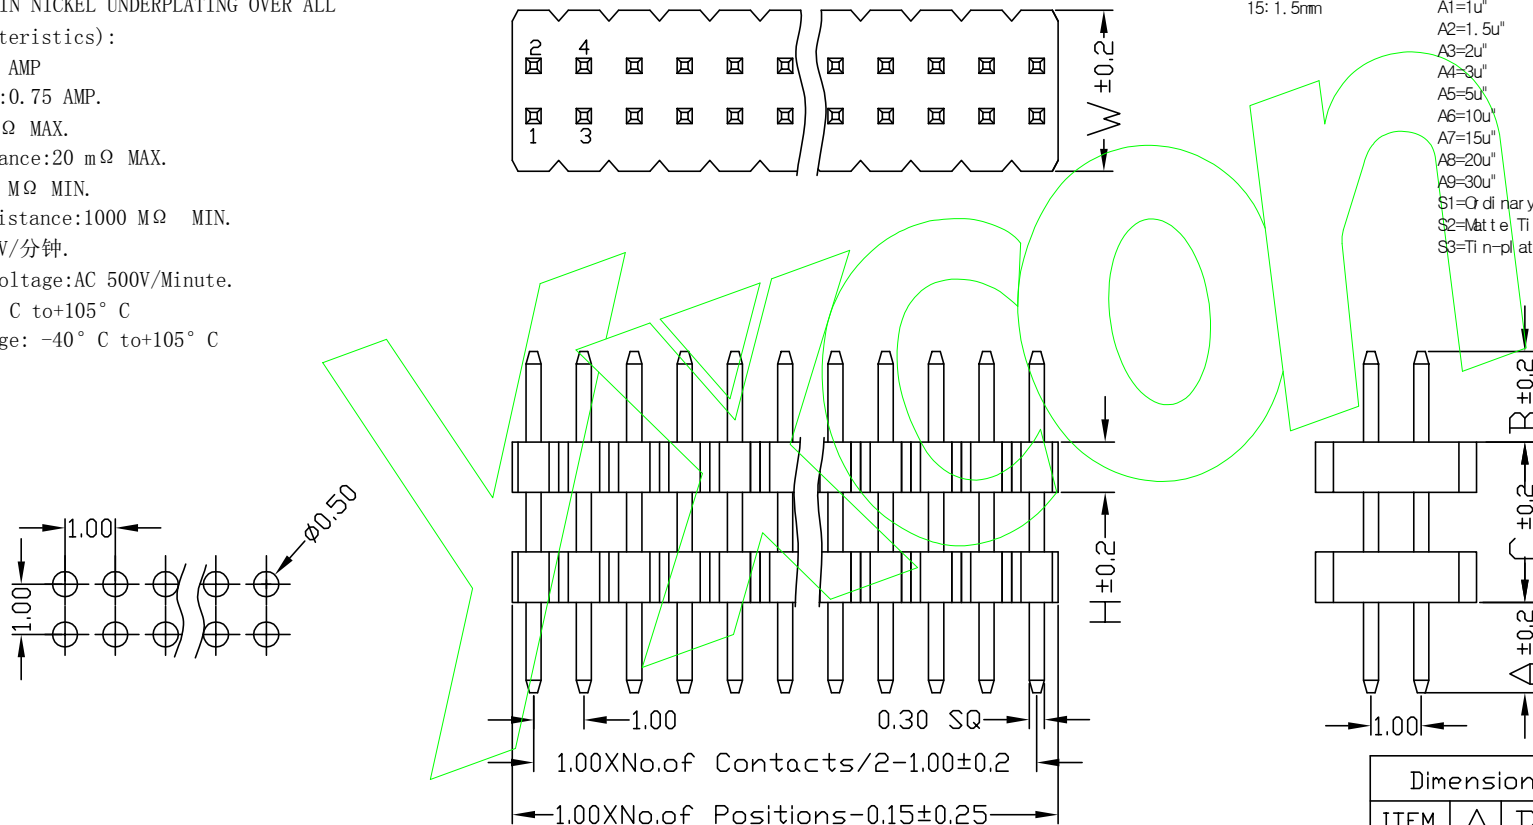 IN NICKEL UNDERPLATING OVER ALL
teristics):
AMP
:0.75 AMP.
Ω MAX.
ance:20 mΩ MAX.
MΩ MIN.
istance:1000 MΩ MIN.
V/分钟.
oltage:AC 500V/Minute.
C to+105° C
ge: -40° C to+105° C
2 4
1 3
W ±0.2
15:1.5mm
A1=1u"
A2=1.5u"
A3=2u"
A4=3u"
A5=5u"
A6=10u"
A7=15u"
A8=20u"
A9=30u"
S1=Ordinary
S2=Matte Ti
S3=Tin-plat
Yxcon
1.00
ø0.50
1.00
H±0.2
R±0.2
C±0.2
A±0.2
1.00
0.30 SQ
1.00
1.00XNo.of Contacts/2-1.00±0.2
1.00XNo.of Positions-0.15±0.25
Dimension
ITEM A